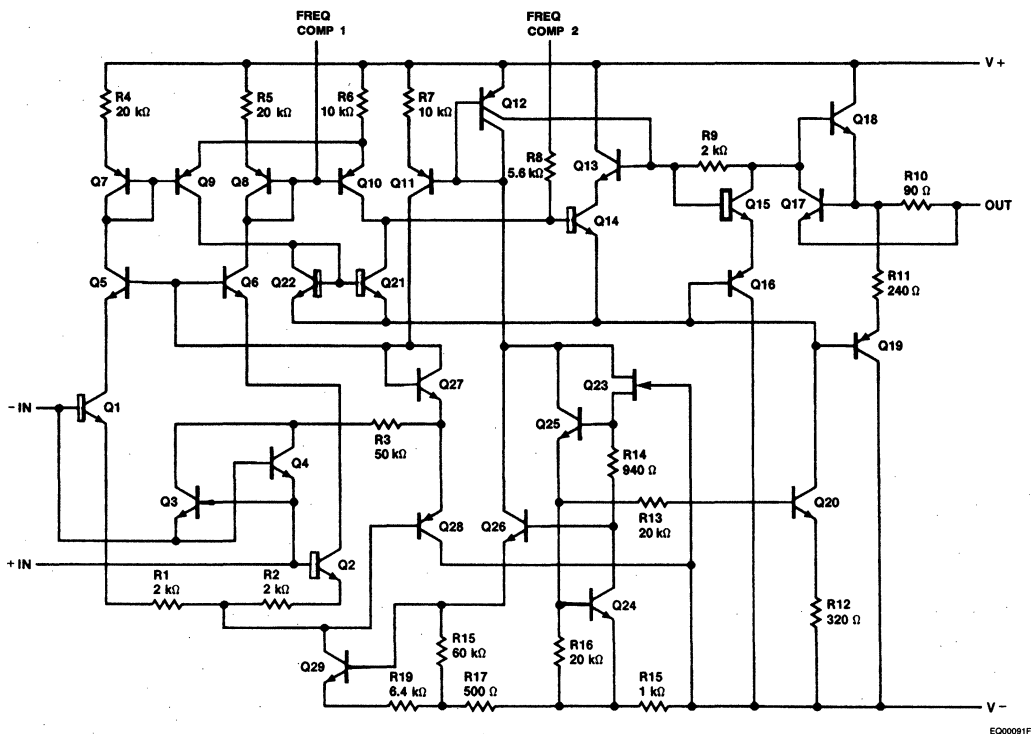 FREQ
COMP 1
FREQ
COMP 2
V+
R4
20 kΩ
R5
20 kΩ
R6
10 kΩ
R7
10 kΩ
Q12
R8
5.6 kΩ
Q13
R9
2 kΩ
Q18
Q7
Q9
Q8
Q10
Q11
Q14
Q15
Q17
R10
90 Ω
OUT
Q5
Q6
Q22
Q21
Q16
R11
240 Ω
Q19
Q27
Q23
-IN
Q1
R3
50 kΩ
Q25
R14
940 Ω
Q4
Q3
Q28
Q26
R13
20 kΩ
Q20
+IN
Q2
R1
2 kΩ
R2
2 kΩ
Q24
R12
320 Ω
R15
60 kΩ
R16
20 kΩ
Q29
R19
6.4 kΩ
R17
500 Ω
R15
1 kΩ
V-
EQ00091F